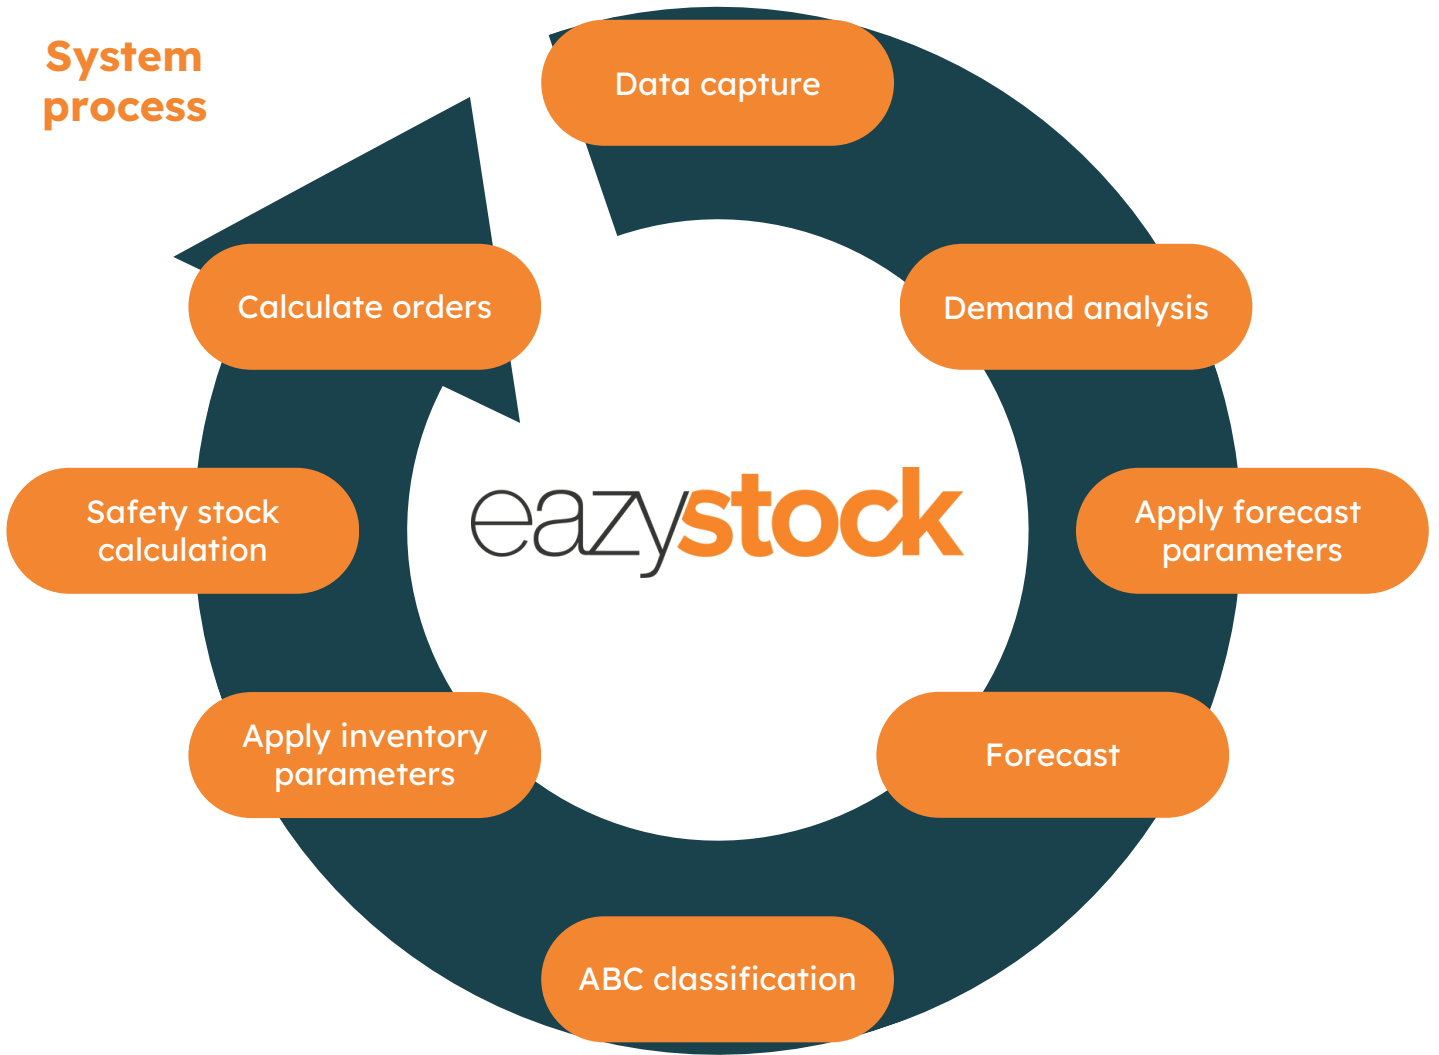 System
process
Data capture
Demand analysis
Apply forecast
parameters
Forecast
ABC classification
Apply inventory
parameters
Safety stock
calculation
Calculate orders
eazystock